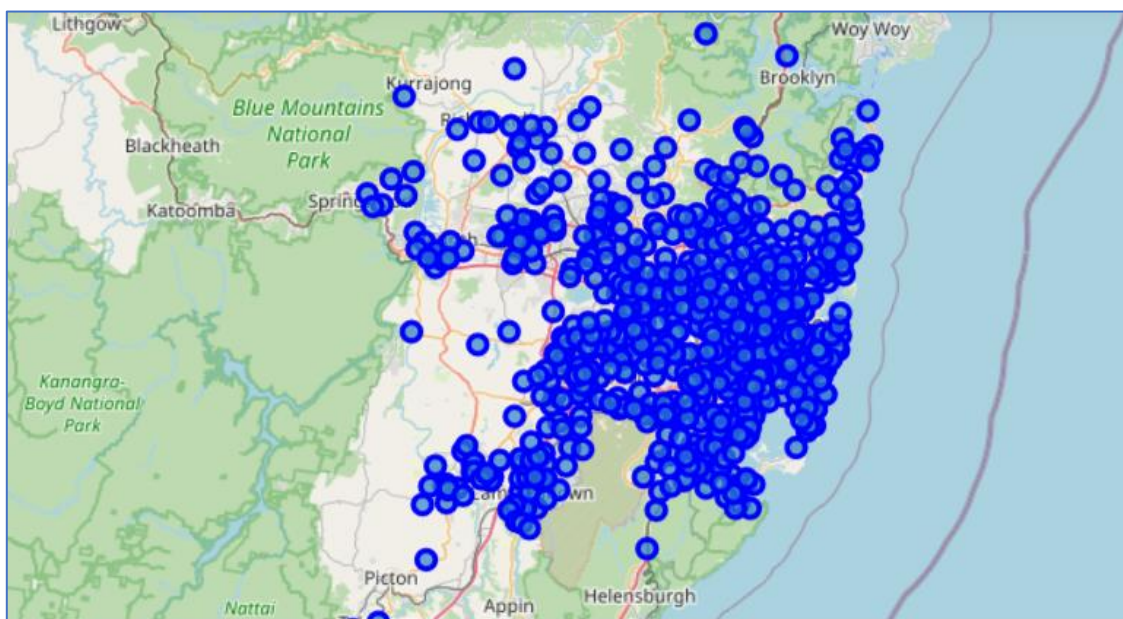 Lithgow
Woy Woy
Kurrajong
Brooklyn
Blue Mountains
National
Park
Blackheath
Katoomba
Kanangra-
Boyd National
Park
Picton
Nattai
Appin
Helensburgh